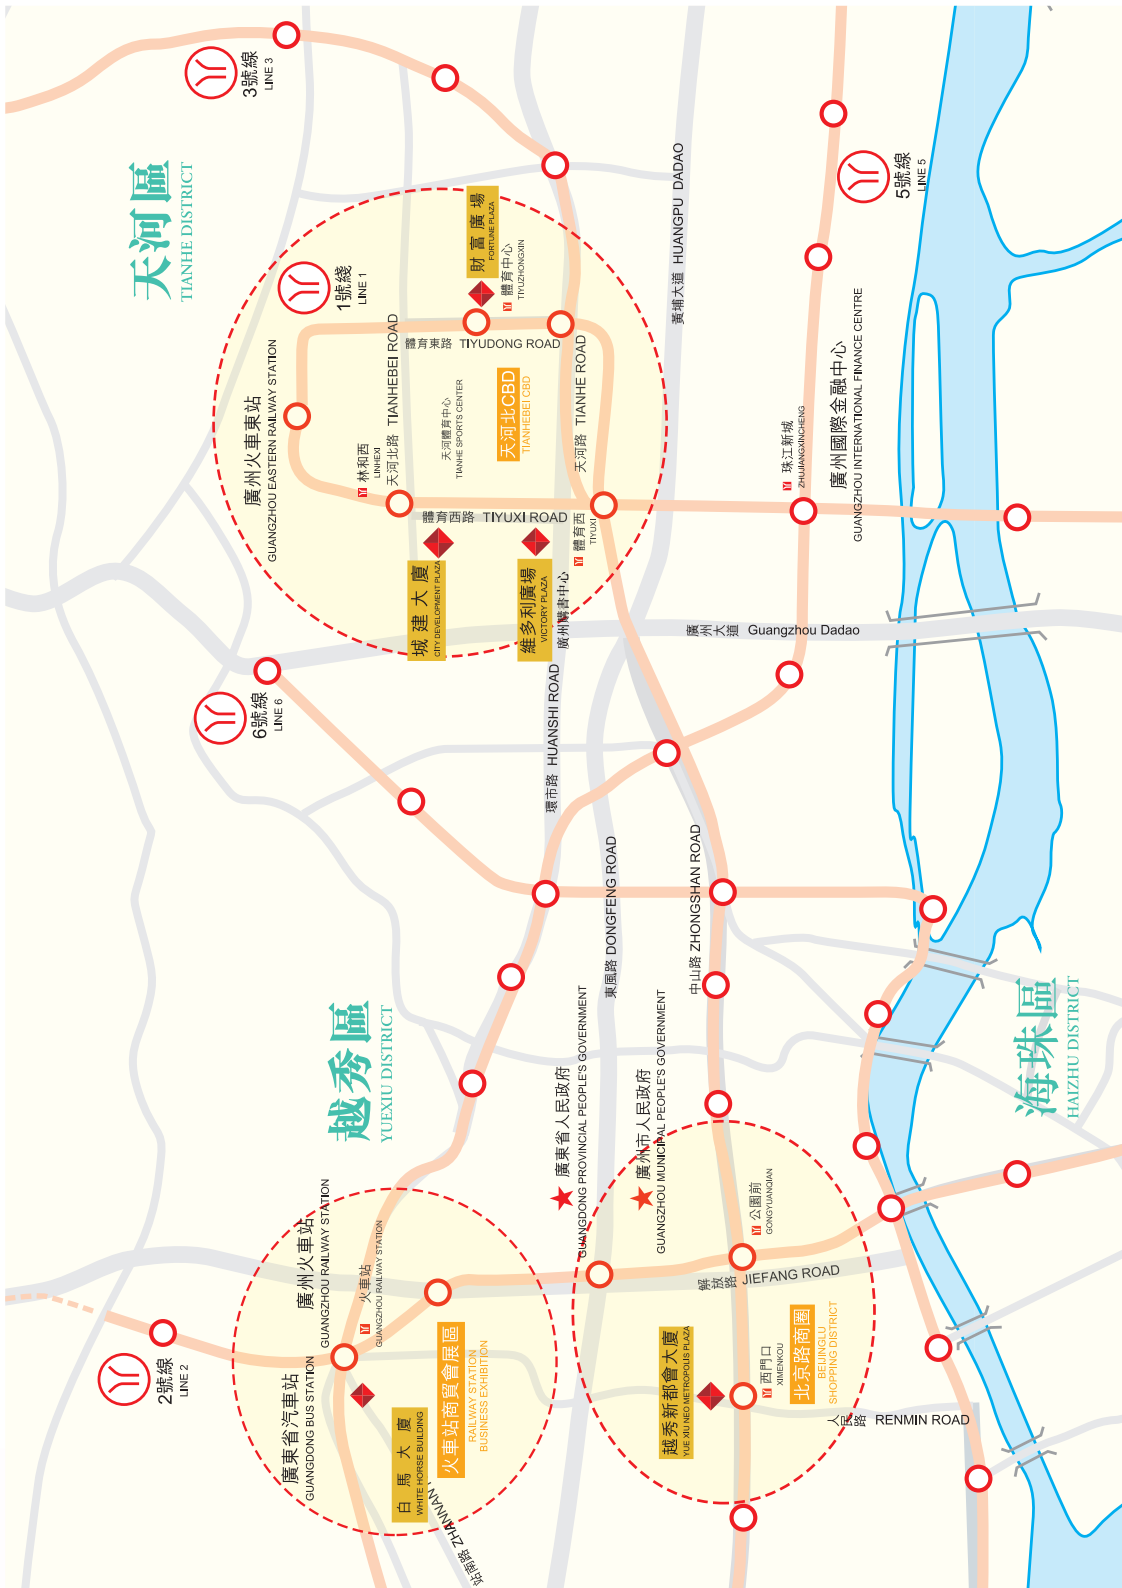 3號線
LINE 3
天河區
TIANHE DISTRICT
1號綫
LINE 1
財富廣場
FORTUNE PLAZA
體育中心
TIYUZHONGXIN
黃埔大道 HUANGPU DADAO
5號線
LINE 5
廣州火車東站
GUANGZHOU EASTERN RAILWAY STATION
體育東路 TIYUDONG ROAD
天河北路 TIANHEBEI ROAD
林和西
LINHEXI
天河體育中心
TIANHE SPORTS CENTER
天河北CBD
TIANHEBEI CBD
天河路 TIANHE ROAD
珠江新城
ZHUJIANGXINCHENG
廣州國際金融中心
GUANGZHOU INTERNATIONAL FINANCE CENTRE
體育西路 TIYUXI ROAD
體育西
TIYUXI
城建大廈
CITY DEVELOPMENT PLAZA
維多利廣場
VICTORY PLAZA
廣州購書中心
廣州大道 Guangzhou Dadao
6號線
LINE 6
環市路 HUANSHI ROAD
東風路 DONGFENG ROAD
中山路 ZHONGSHAN ROAD
越秀區
YUEXIU DISTRICT
海珠區
HAIZHU DISTRICT
廣東省人民政府
GUANGDONG PROVINCIAL PEOPLE'S GOVERNMENT
廣州市人民政府
GUANGZHOU MUNICIPAL PEOPLE'S GOVERNMENT
廣州火車站
GUANGZHOU RAILWAY STATION
火車站
GUANGZHOU RAILWAY STATION
公園前
GONGYUANQIAN
解放路 JIEFANG ROAD
2號線
LINE 2
廣東省汽車站
GUANGDONG BUS STATION
白馬大廈
WHITE HORSE BUILDING
火車站商貿會展區
RAILWAY STATION
BUSINESS EXHIBITION
越秀新都會大廈
YUE XIU NEO METROPOLIS PLAZA
西門口
XIMENKOU
北京路商圈
BEIJINGLU
SHOPPING DISTRICT
人民路 RENMIN ROAD
站南路 ZHANNAN